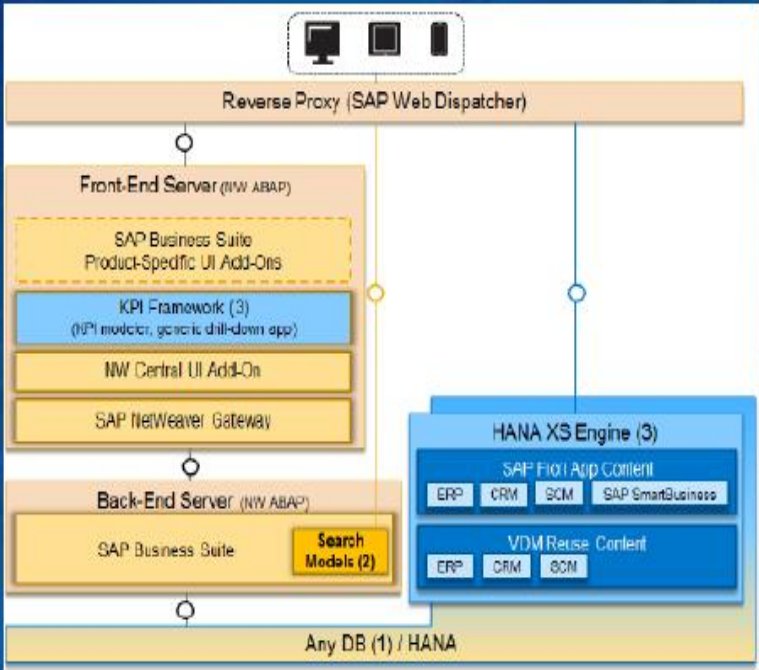 Reverse Proxy (SAP Web Dispatcher)
Front-End Server (NW ABAP)
SAP Business Suite
Product-Specific UI Add-Ons
KPI Framework (3)
(KPI modeler, generic drill-down app)
NW Central UI Add-On
SAP NetWeaver Gateway
Back-End Server (NW ABAP)
SAP Business Suite
Search
Models (2)
HANA XS Engine (3)
SAP Fiori App Content
ERP CRM SCM SAP SmartBusiness
VDM Reuse Content
ERP CRM SCM
Any DB (1) / HANA